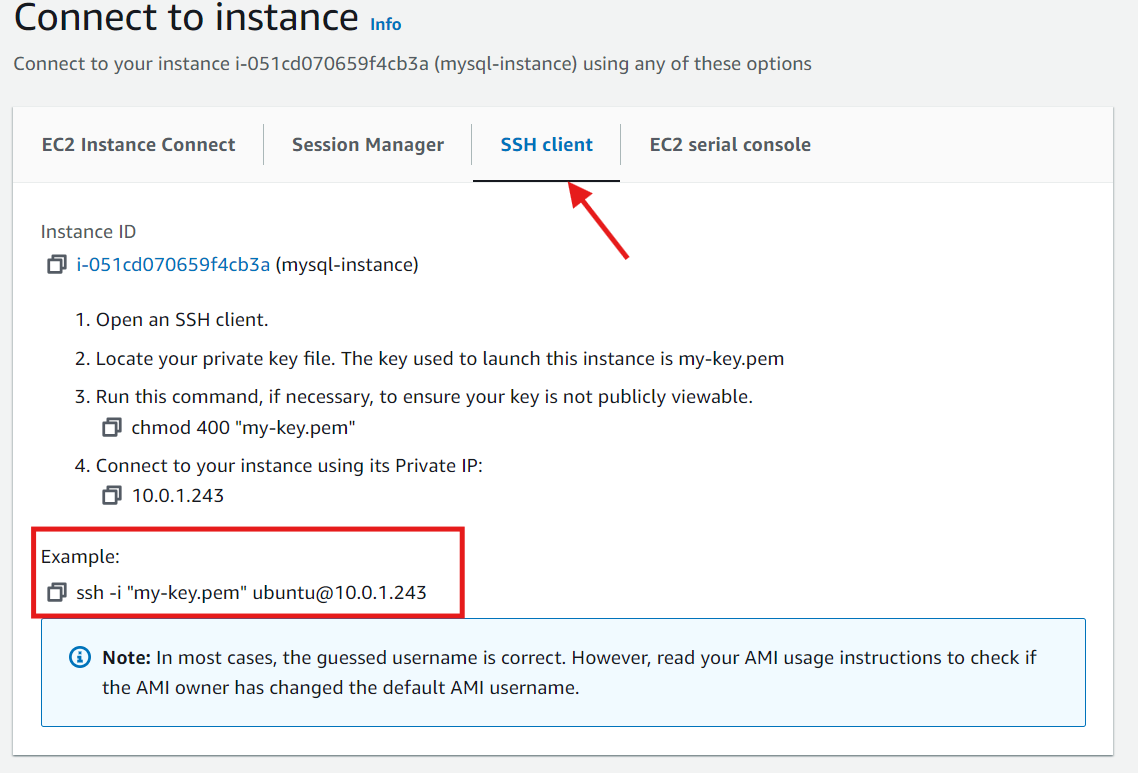 Connect to instance Info
Connect to your instance i-051cd070659f4cb3a (mysql-instance) using any of these options
EC2 Instance Connect
Session Manager
SSH client
EC2 serial console
Instance ID
i-051cd070659f4cb3a (mysql-instance)
1. Open an SSH client.
2. Locate your private key file. The key used to launch this instance is my-key.pem
3. Run this command, if necessary, to ensure your key is not publicly viewable.
chmod 400 "my-key.pem"
4. Connect to your instance using its Private IP:
10.0.1.243
Example:
ssh -i "my-key.pem" ubuntu@10.0.1.243
Note: In most cases, the guessed username is correct. However, read your AMI usage instructions to check if
the AMI owner has changed the default AMI username.